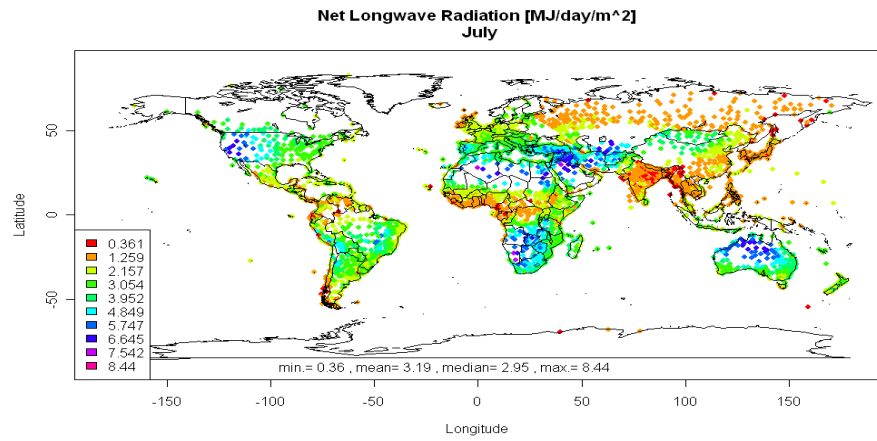 Net Longwave Radiation [MJ/day/m^2]
July
Latitude
50
0
-50
0.361
1.259
2.157
3.054
3.952
4.849
5.747
6.645
7.542
8.44
min.= 0.36 , mean= 3.19 , median= 2.95 , max.= 8.44
-150 -100 -50 0 50 100 150
Longitude